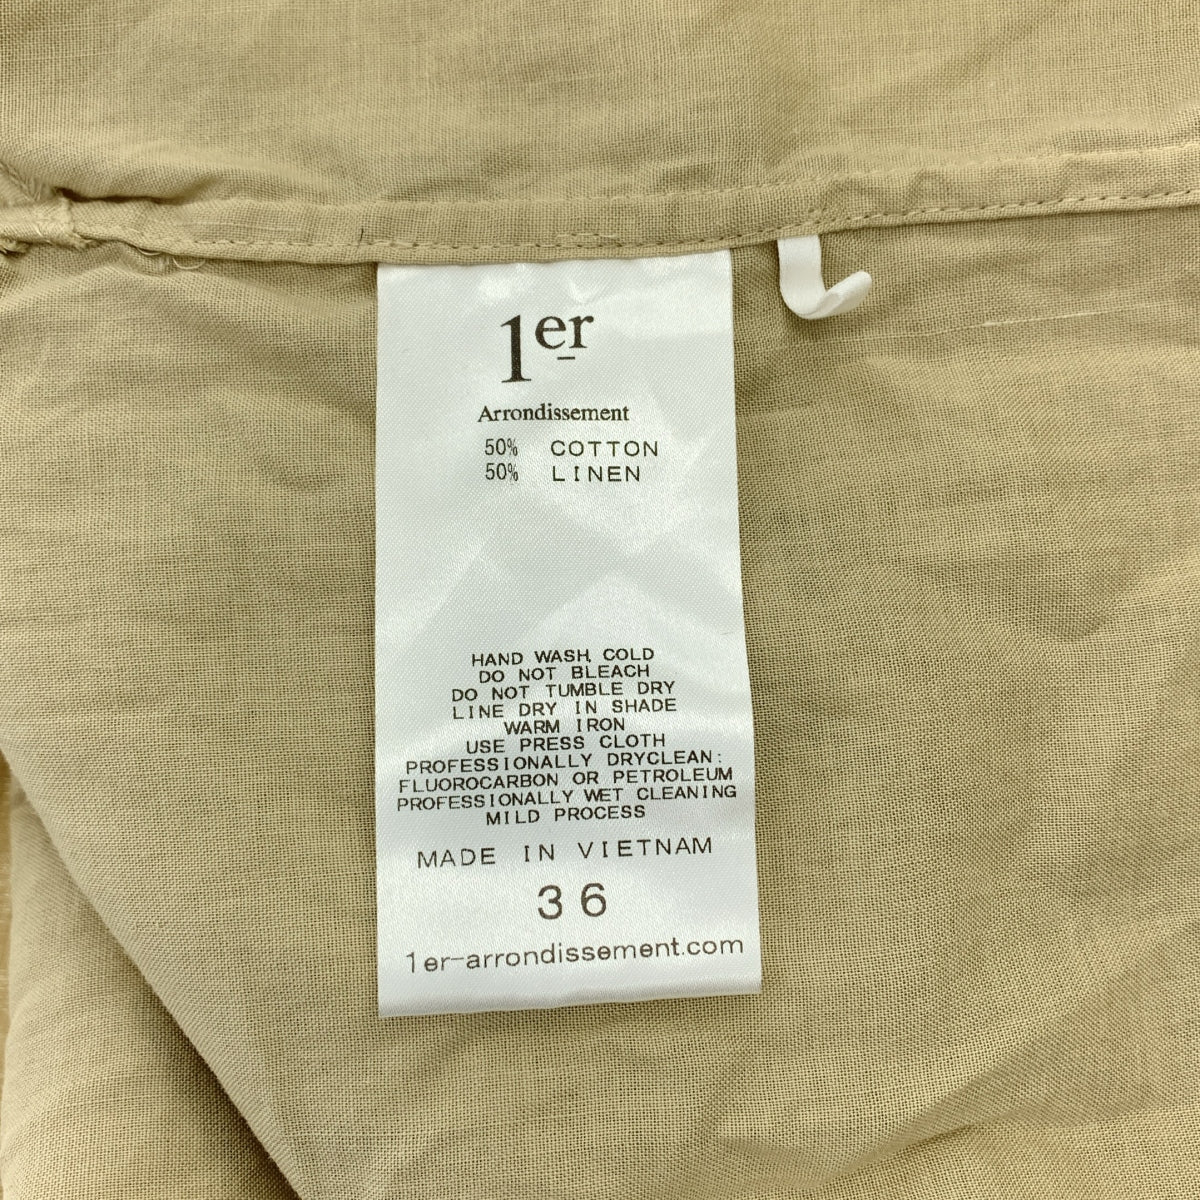 1er
Arrondissement
50% COTTON
50% LINEN
HAND WASH, COLD
DO NOT BLEACH
DO NOT TUMBLE DRY
LINE DRY IN SHADE
WARM IRON
USE PRESS CLOTH
PROFESSIONALLY DRYCLEAN:
FLUOROCARBON OR PETROLEUM
PROFESSIONALLY WET CLEANING
MILD PROCESS
MADE IN VIETNAM
36
1er-arrondissement.com